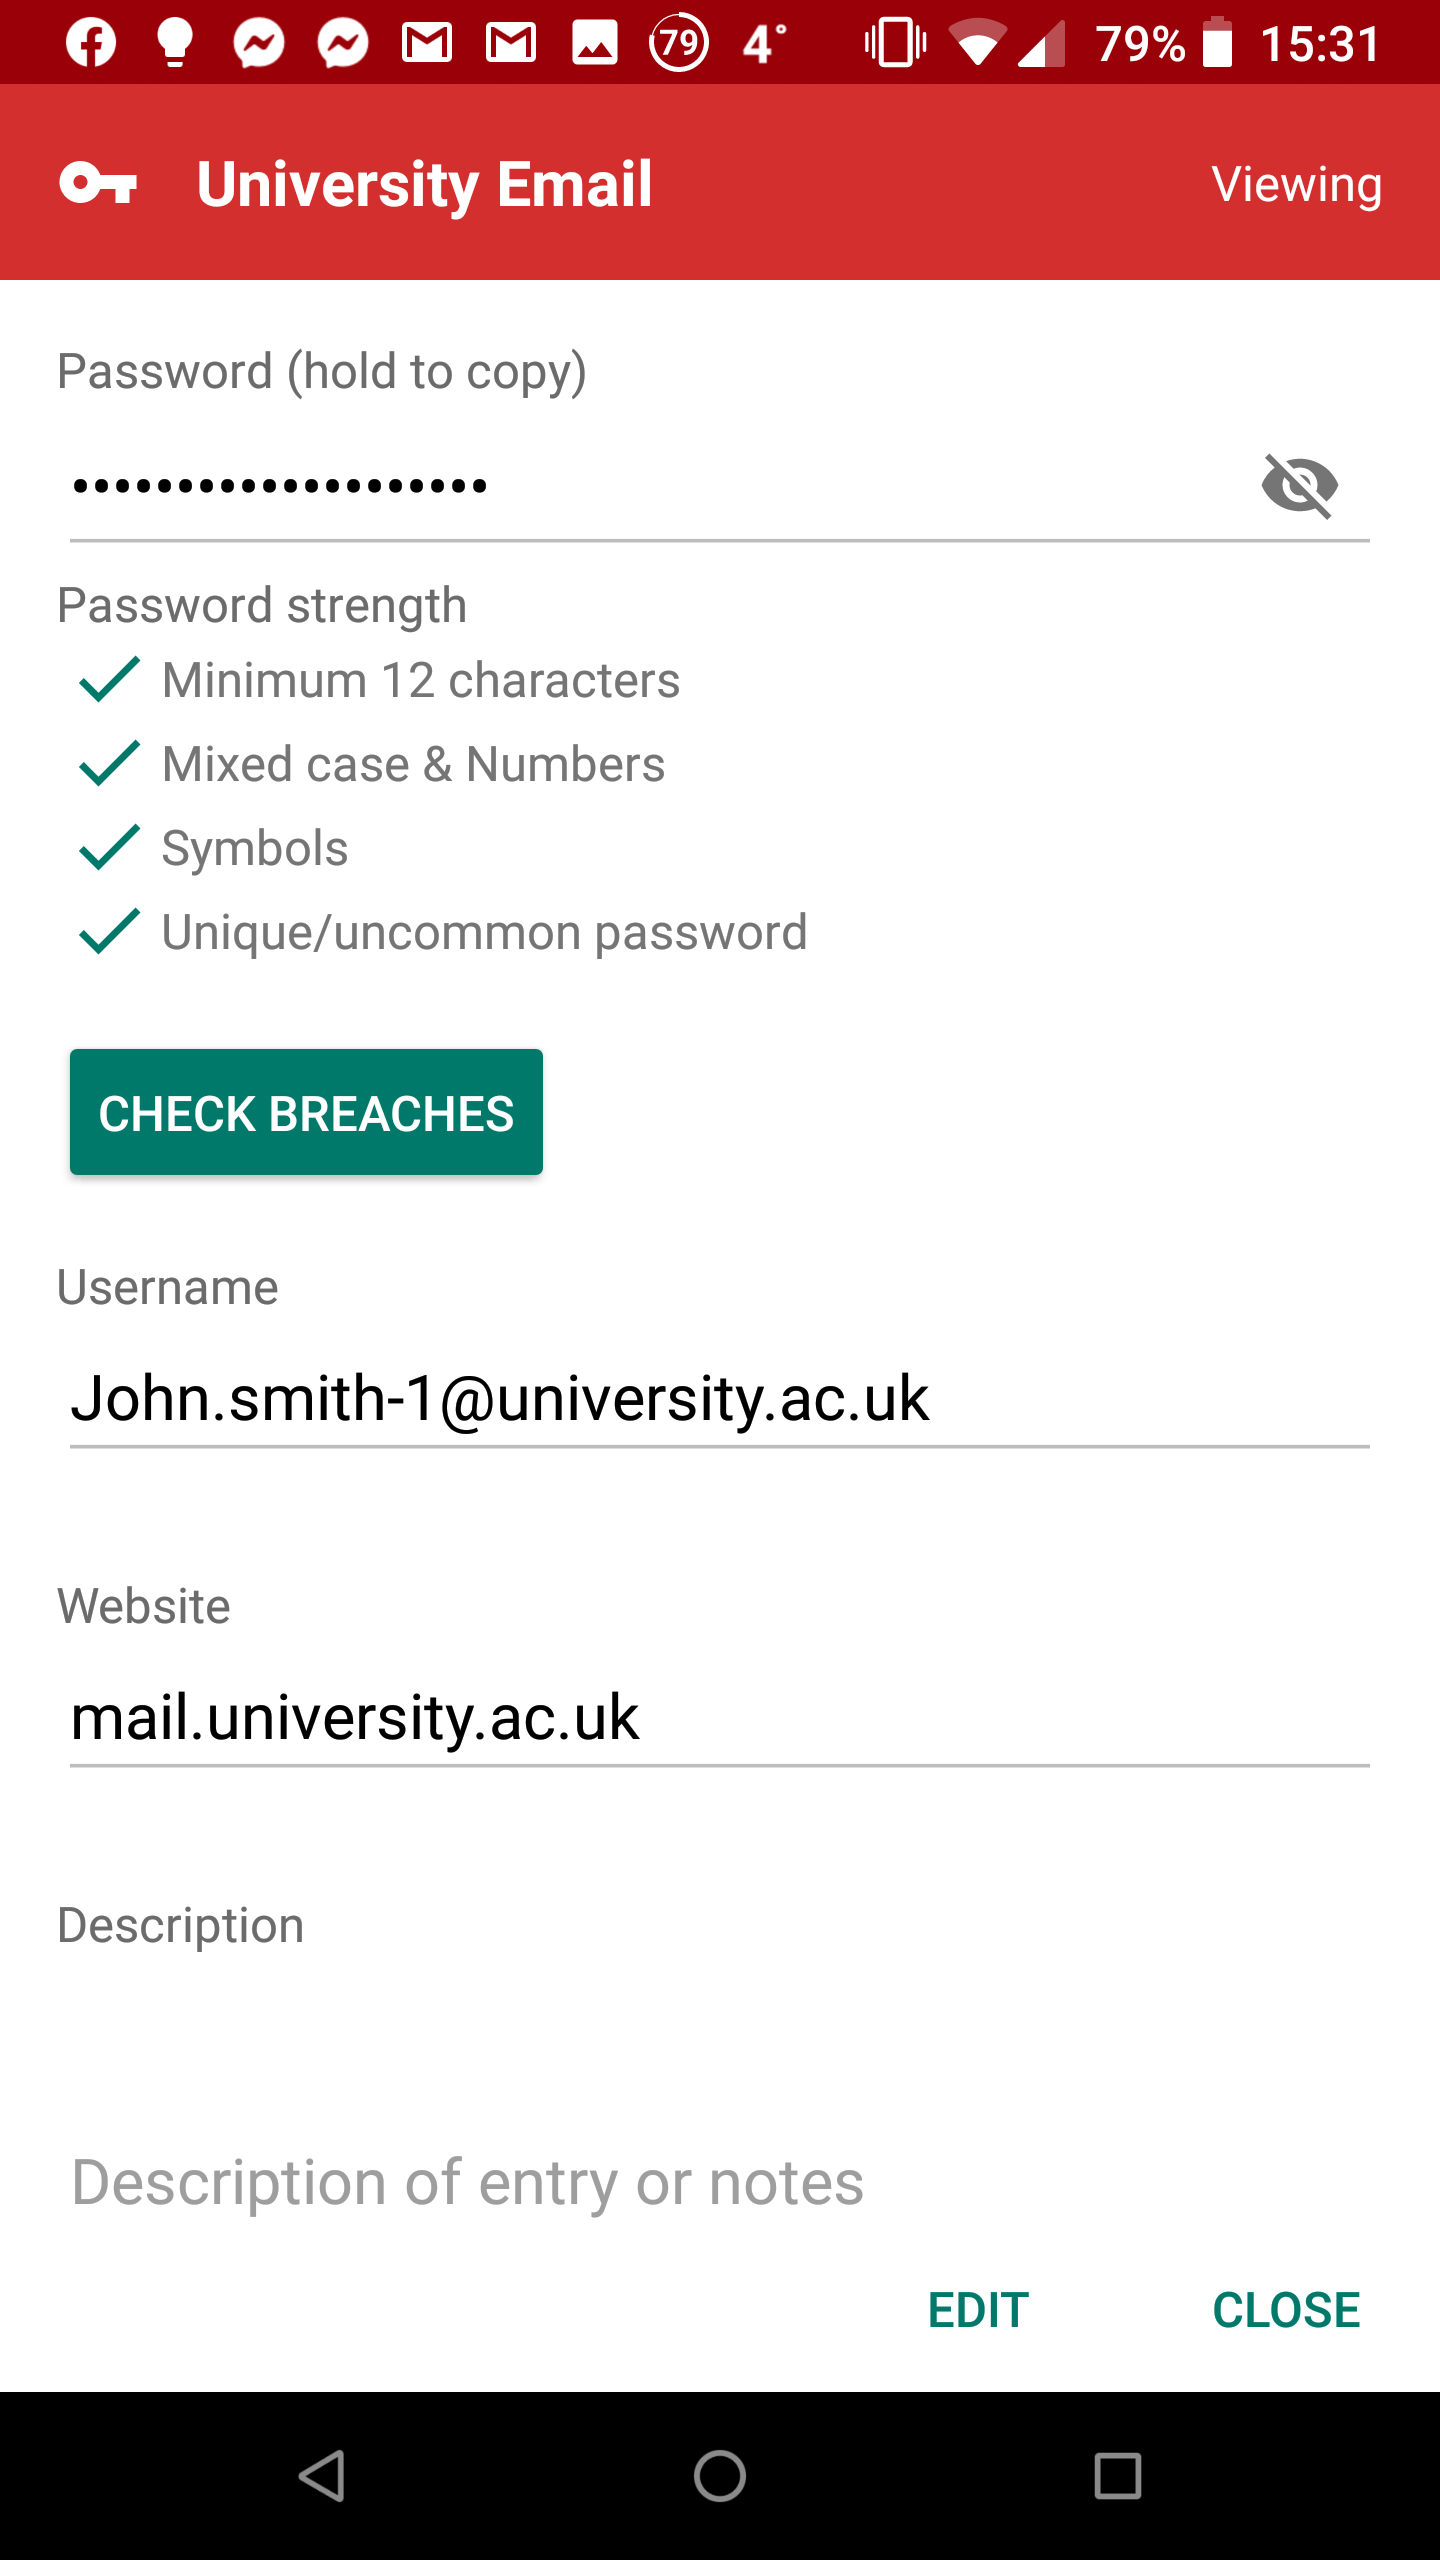 79 4° 79% 15:31
University Email Viewing
Password (hold to copy)
••••••••••••••••••••
Password strength
Minimum 12 characters
Mixed case & Numbers
Symbols
Unique/uncommon password
CHECK BREACHES
Username
John.smith-1@university.ac.uk
Website
mail.university.ac.uk
Description
Description of entry or notes
EDIT CLOSE